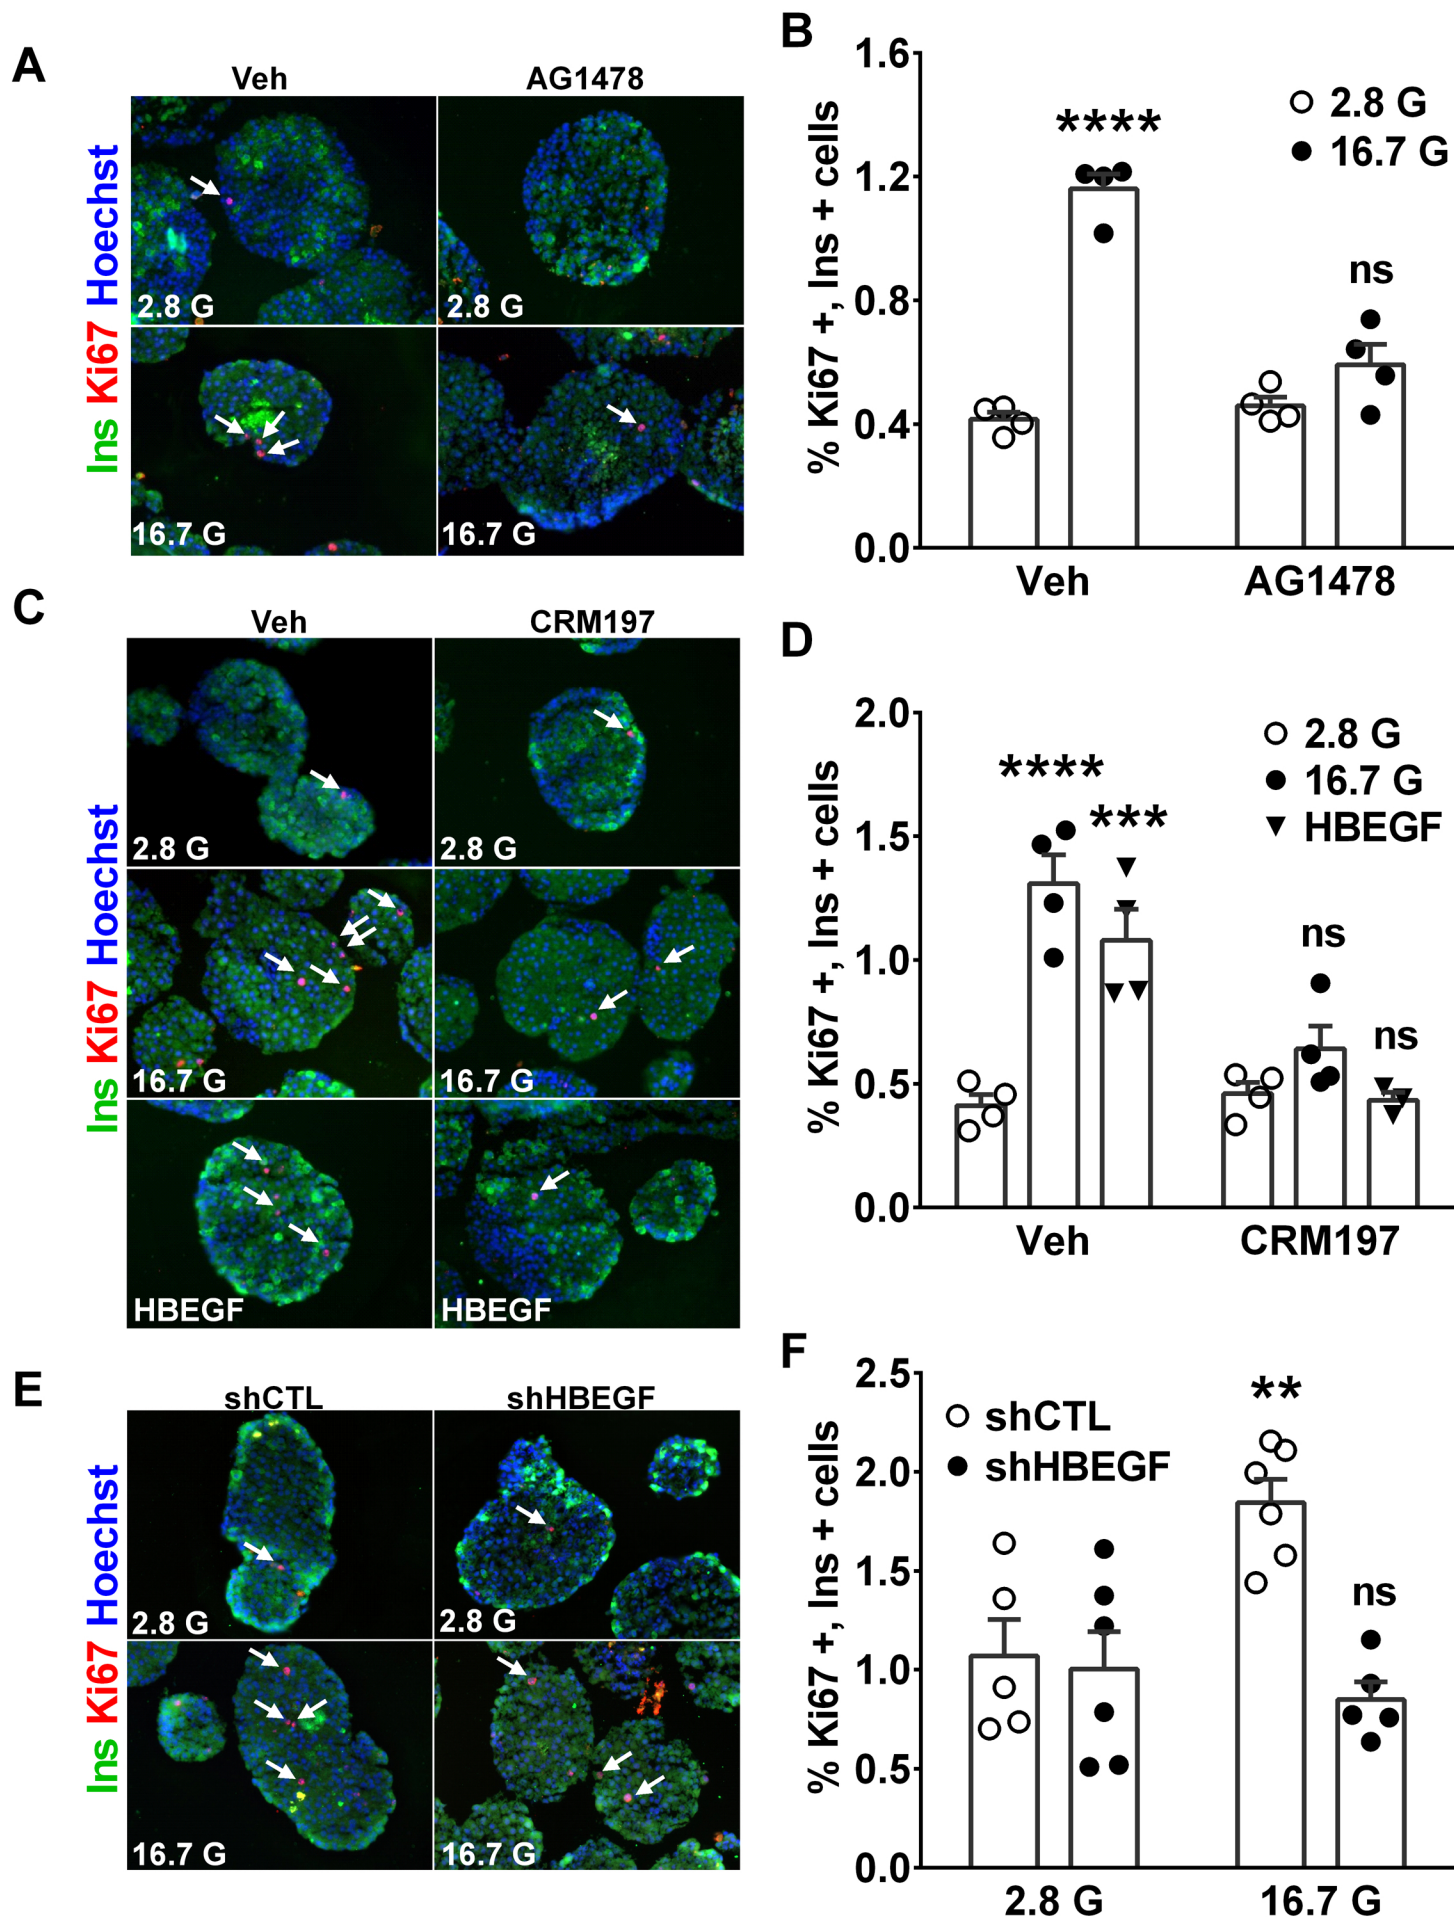 A
Veh
AG1478
Ins Ki67 Hoechst
2.8 G
2.8 G
16.7 G
16.7 G
B
% Ki67 +, Ins + cells
1.6
1.2
0.8
0.4
0.0
****
ns
2.8 G
16.7 G
Veh
AG1478
C
Veh
CRM197
Ins Ki67 Hoechst
2.8 G
2.8 G
16.7 G
16.7 G
HBEGF
HBEGF
D
% Ki67 +, Ins + cells
2.0
1.5
1.0
0.5
0.0
****
***
ns
ns
2.8 G
16.7 G
HBEGF
Veh
CRM197
E
shCTL
shHBEGF
Ins Ki67 Hoechst
2.8 G
2.8 G
16.7 G
16.7 G
F
% Ki67 +, Ins + cells
2.5
2.0
1.5
1.0
0.5
0.0
shCTL
shHBEGF
**
ns
2.8 G
16.7 G